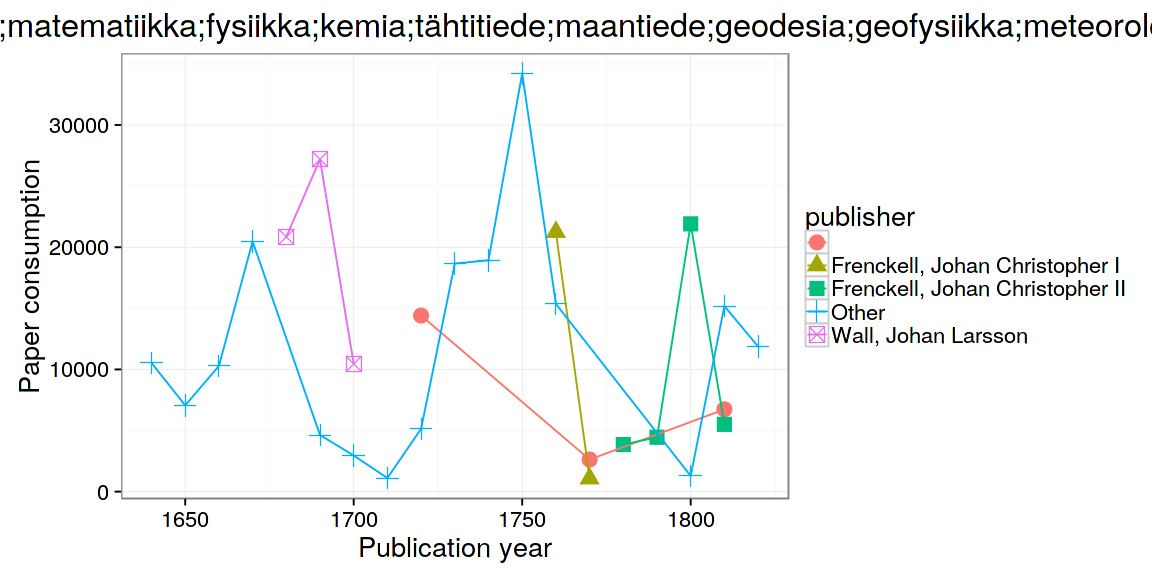 ;matematiikka;fysiikka;kemia;tähtitiede;maantiede;geodesia;geofysiikka;meteorol
30000
20000
10000
0
Paper consumption
1650
1700
1750
1800
Publication year
publisher
Frenckell, Johan Christopher I
Frenckell, Johan Christopher II
Other
Wall, Johan Larsson